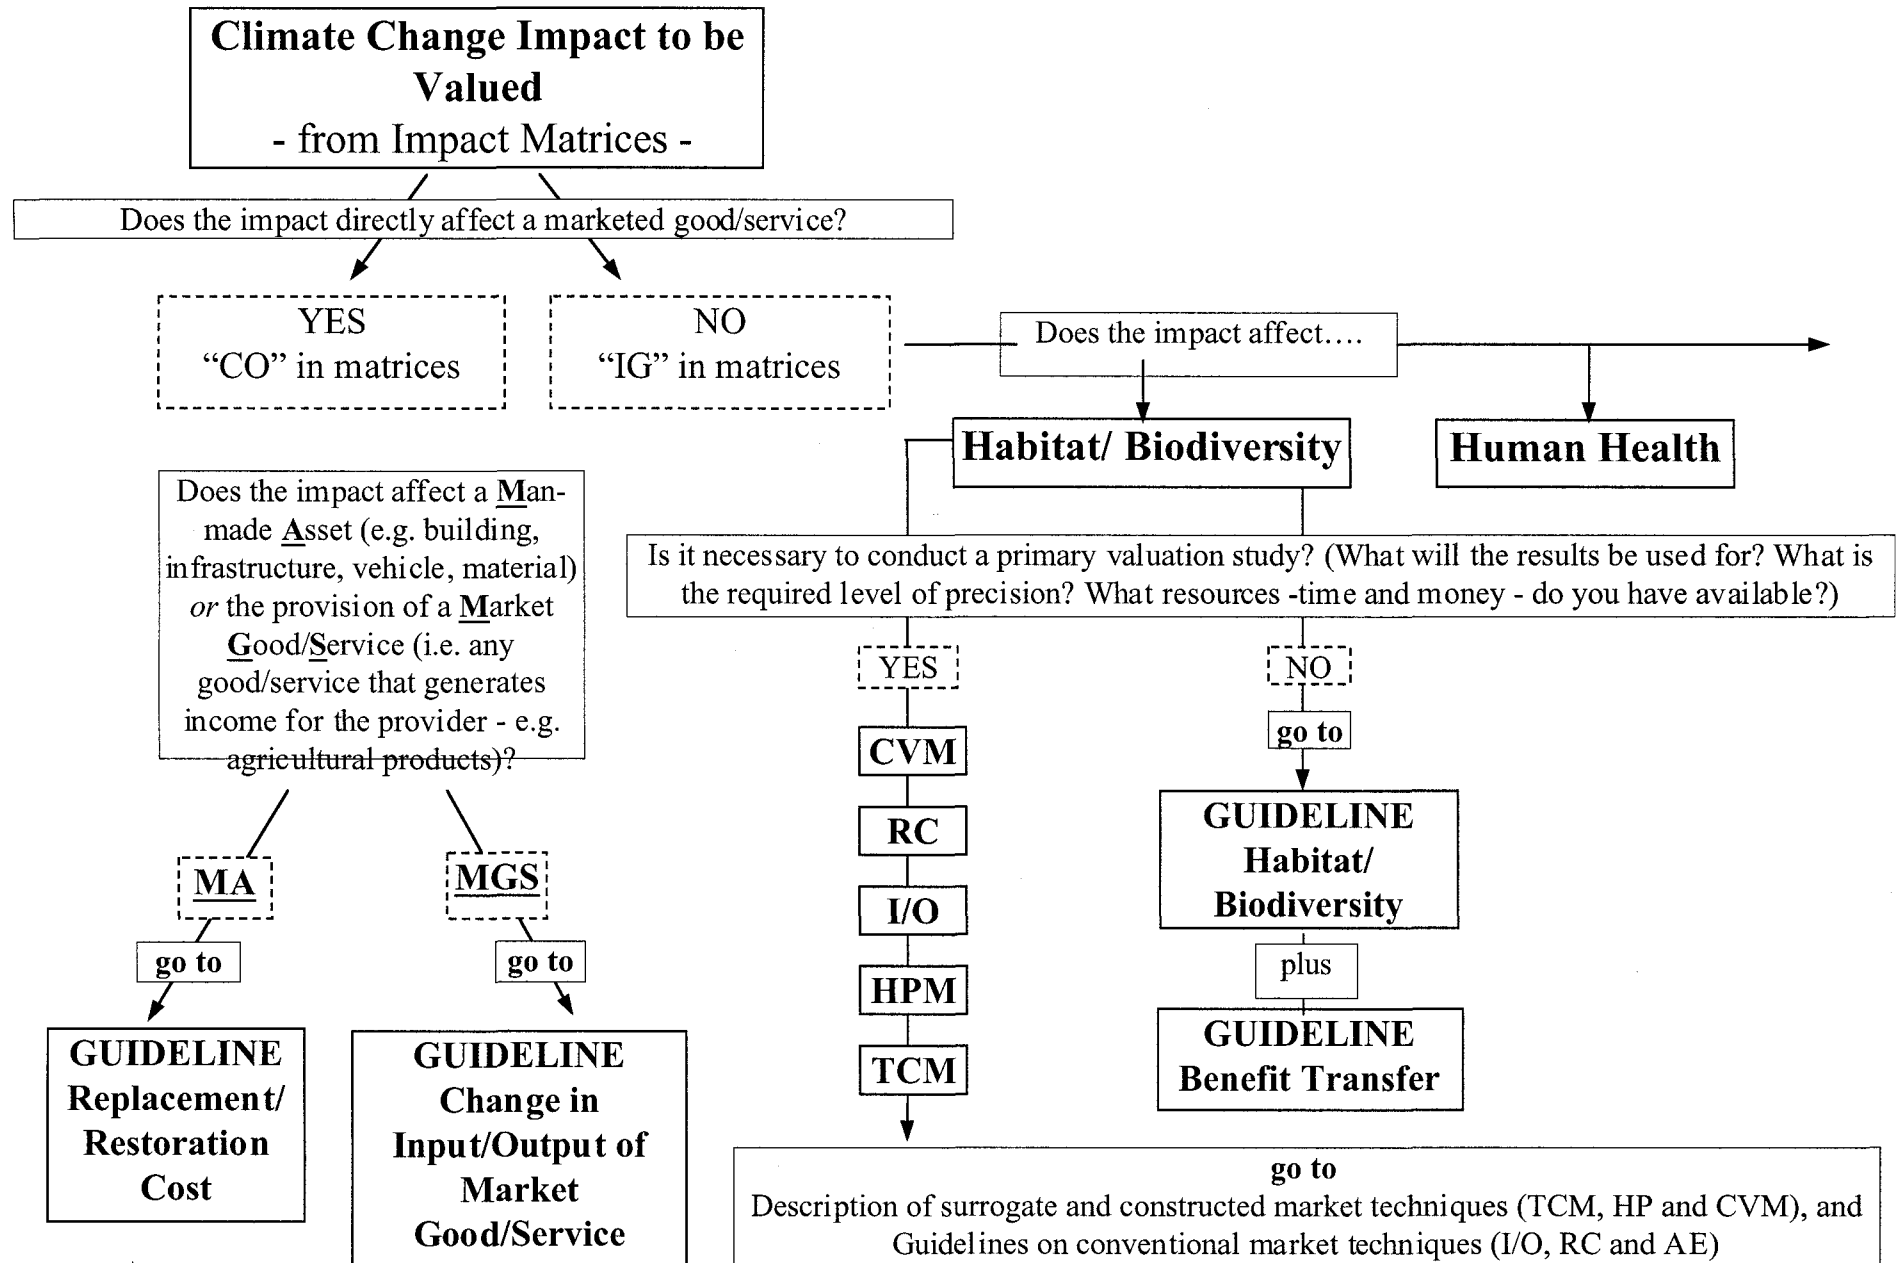 Climate Change Impact to be
Valued
- from Impact Matrices -
Does the impact directly affect a marketed good/service?
YES
“CO” in matrices
NO
“IG” in matrices
Does the impact affect....
Habitat/ Biodiversity
Human Health
Does the impact affect a Man-
made Asset (e.g. building,
infrastructure, vehicle, material)
or the provision of a Market
Good/Service (i.e. any
good/service that generates
income for the provider - e.g.
agricultural products)?
Is it necessary to conduct a primary valuation study? (What will the results be used for? What is
the required level of precision? What resources -time and money - do you have available?)
YES
NO
go to
CVM
RC
I/O
HPM
TCM
GUIDELINE
Habitat/
Biodiversity
plus
GUIDELINE
Benefit Transfer
MA
MGS
go to
go to
GUIDELINE
Replacement/
Restoration
Cost
GUIDELINE
Change in
Input/Output of
Market
Good/Service
go to
Description of surrogate and constructed market techniques (TCM, HP and CVM), and
Guidelines on conventional market techniques (I/O, RC and AE)